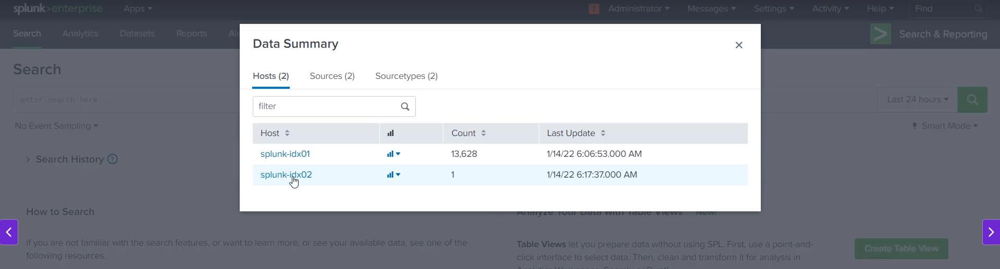 splunk>enterprise Apps Administrator Messages Settings Activity Help Find
Search Analytics Datasets Reports Search & Reporting
Data Summary
Search
Hosts (2) Sources (2) Sourcetypes (2)
enter search here... Last 24 hours
filter
No Event Sampling Smart Mode
Host Count Last Update
splunk-idx01 13,628 1/14/22 6:06:53.000 AM
Search History ?
splunk-idx02 1 1/14/22 6:17:37.000 AM
How to Search Analyze Your Data with Table Views New!
If you are not familiar with the search features, or want to learn more, or see your available data, see one of the
following resources.
Table Views let you prepare data without using SPL. First, use a point-and-
click interface to select data. Then, clean and transform it for analysis in
Create Table View